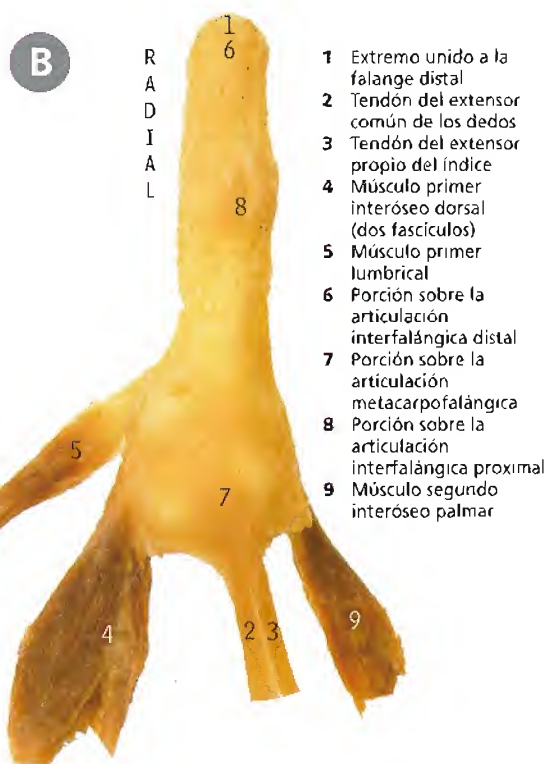 B
RADIAL
1
6
8
5
7
4
2 3
9
1 Extremo unido a la
falange distal
2 Tendón del extensor
común de los dedos
3 Tendón del extensor
propio del índice
4 Músculo primer
interóseo dorsal
(dos fascículos)
5 Músculo primer
lumbrical
6 Porción sobre la
articulación
interfalángica distal
7 Porción sobre la
articulación
metacarpofalángica
8 Porción sobre la
articulación
interfalángica proximal
9 Músculo segundo
interóseo palmar